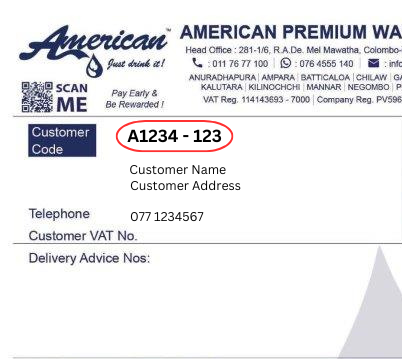 American™
Just drink it!
AMERICAN PREMIUM WA
Head Office : 281-1/6, R.A.De. Mel Mawatha, Colombo-
: 011 76 77 100 | : 076 4555 140 | : info
ANURADHAPURA | AMPARA | BATTICALOA | CHILAW | GA
KALUTARA | KILINOCHCHI | MANNAR | NEGOMBO | P
VAT Reg. 114143693 - 7000 | Company Reg. PV596
SCAN
ME
Pay Early &
Be Rewarded !
Customer
Code
A1234 - 123
Customer Name
Customer Address
Telephone
077 1234567
Customer VAT No.
Delivery Advice Nos: